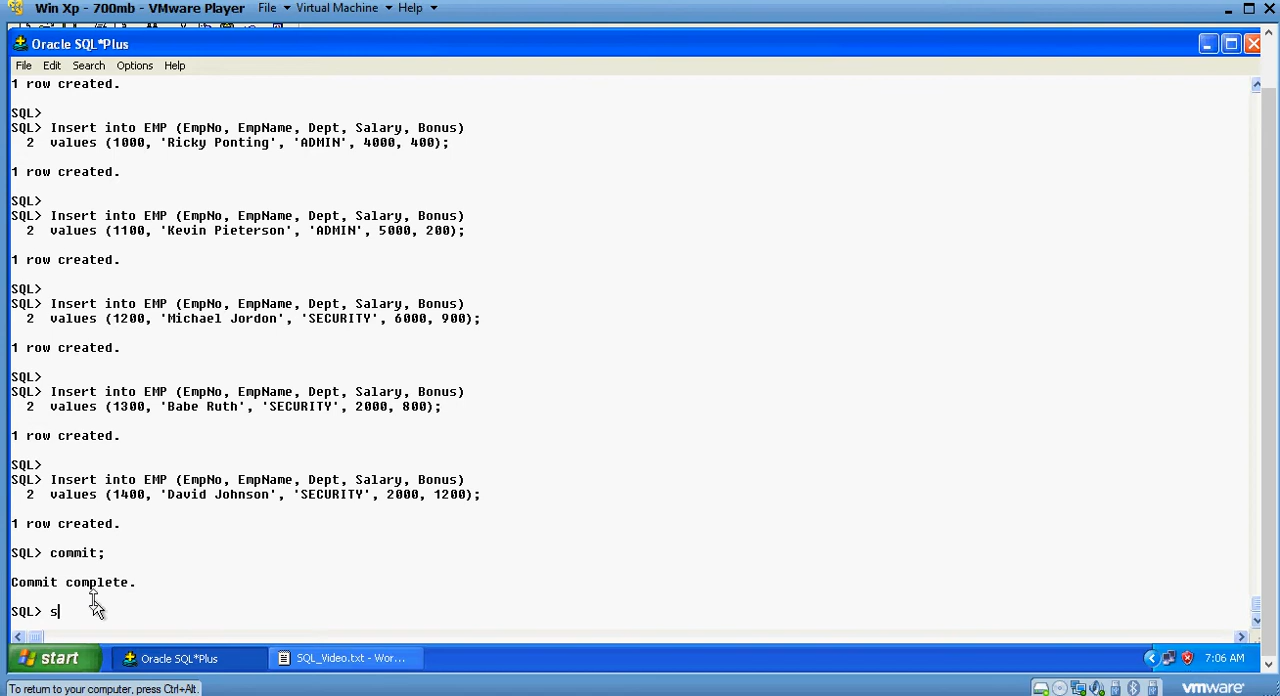 Win Xp - 700mb - VMware Player File Virtual Machine Help
Oracle SQL*Plus
File Edit Search Options Help
1 row created.
SQL>
SQL> Insert into EMP (EmpNo, EmpName, Dept, Salary, Bonus)
2 values (1000, 'Ricky Ponting', 'ADMIN', 4000, 400);
1 row created.
SQL>
SQL> Insert into EMP (EmpNo, EmpName, Dept, Salary, Bonus)
2 values (1100, 'Kevin Pieterson', 'ADMIN', 5000, 200);
1 row created.
SQL>
SQL> Insert into EMP (EmpNo, EmpName, Dept, Salary, Bonus)
2 values (1200, 'Michael Jordon', 'SECURITY', 6000, 900);
1 row created.
SQL>
SQL> Insert into EMP (EmpNo, EmpName, Dept, Salary, Bonus)
2 values (1300, 'Babe Ruth', 'SECURITY', 2000, 800);
1 row created.
SQL>
SQL> Insert into EMP (EmpNo, EmpName, Dept, Salary, Bonus)
2 values (1400, 'David Johnson', 'SECURITY', 2000, 1200);
1 row created.
SQL> commit;
Commit complete.
SQL> s
start Oracle SQL*Plus SQL_Video.txt - Wor... 7:06 AM
To return to your computer, press Ctrl+Alt. vmware